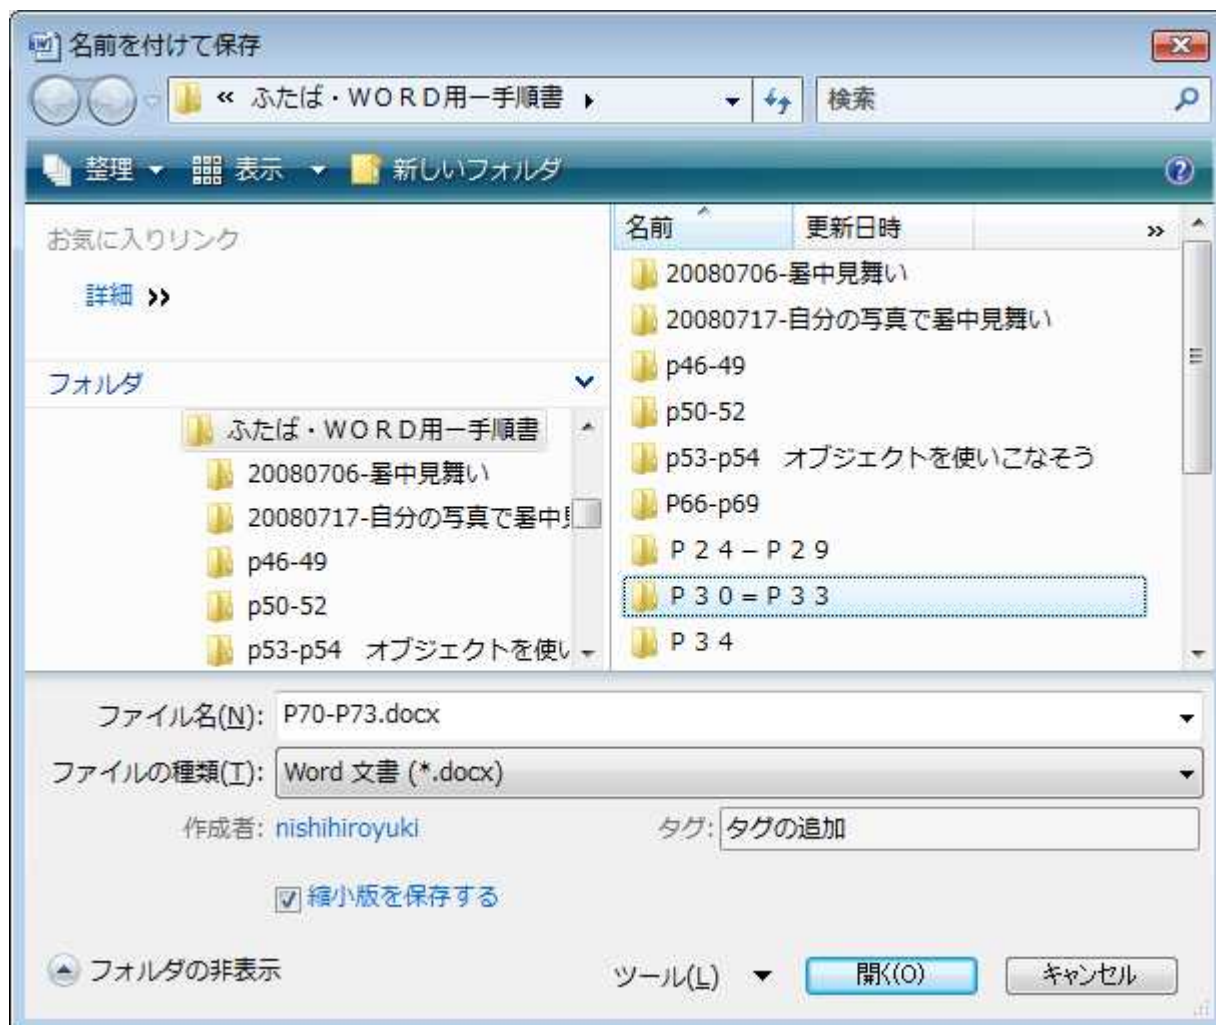 名前を付けて保存
« ふたば・WORD用ー手順書
検索
整理 表示 新しいフォルダ
お気に入りリンク
詳細 »
フォルダ
ふたば・WORD用ー手順書
20080706-暑中見舞い
20080717-自分の写真で暑中
p46-49
p50-52
p53-p54　オブジェクトを使い
名前 更新日時 »
20080706-暑中見舞い
20080717-自分の写真で暑中見舞い
p46-49
p50-52
p53-p54　オブジェクトを使いこなそう
P66-p69
Ｐ２４－Ｐ２９
Ｐ３０＝Ｐ３３
Ｐ３４
ファイル名(N): P70-P73.docx
ファイルの種類(T): Word 文書 (*.docx)
作成者: nishihiroyuki タグ: タグの追加
縮小版を保存する
フォルダの非表示 ツール(L) 開く(O) キャンセル